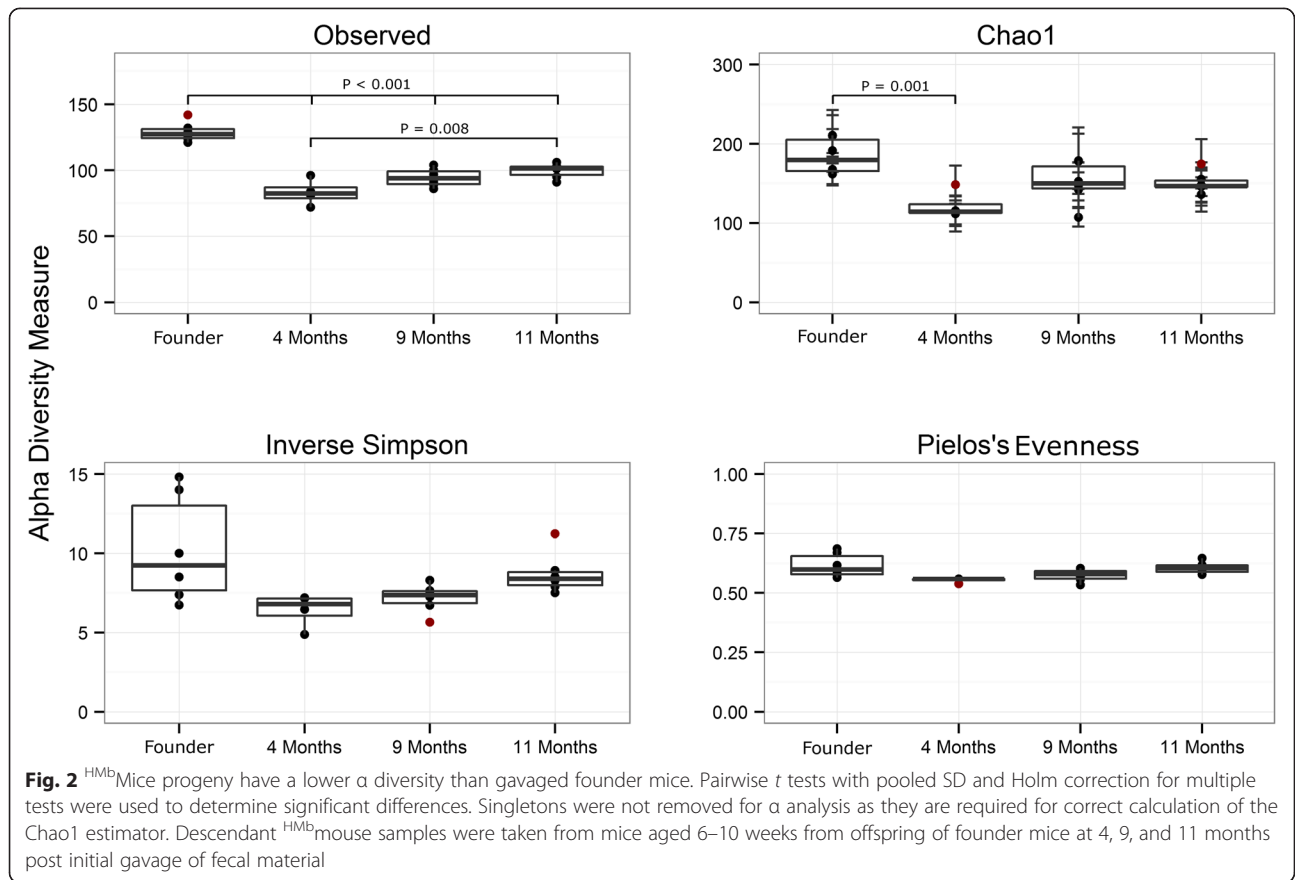 Observed
Chao1
Alpha Diversity Measure
150
100
50
0
P < 0.001
P = 0.008
Founder 4 Months 9 Months 11 Months
300
200
100
0
P = 0.001
Founder 4 Months 9 Months 11 Months
Inverse Simpson
Pielos's Evenness
15
10
5
0
Founder 4 Months 9 Months 11 Months
1.00
0.75
0.50
0.25
0.00
Founder 4 Months 9 Months 11 Months
Fig. 2 HMbMice progeny have a lower α diversity than gavaged founder mice. Pairwise t tests with pooled SD and Holm correction for multiple
tests were used to determine significant differences. Singletons were not removed for α analysis as they are required for correct calculation of the
Chao1 estimator. Descendant HMbmouse samples were taken from mice aged 6–10 weeks from offspring of founder mice at 4, 9, and 11 months
post initial gavage of fecal material